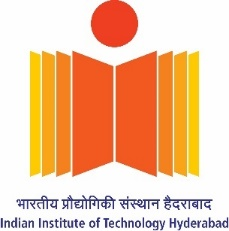 भारतीय प्रौद्योगिकी संस्थान हैदराबाद
Indian Institute of Technology Hyderabad